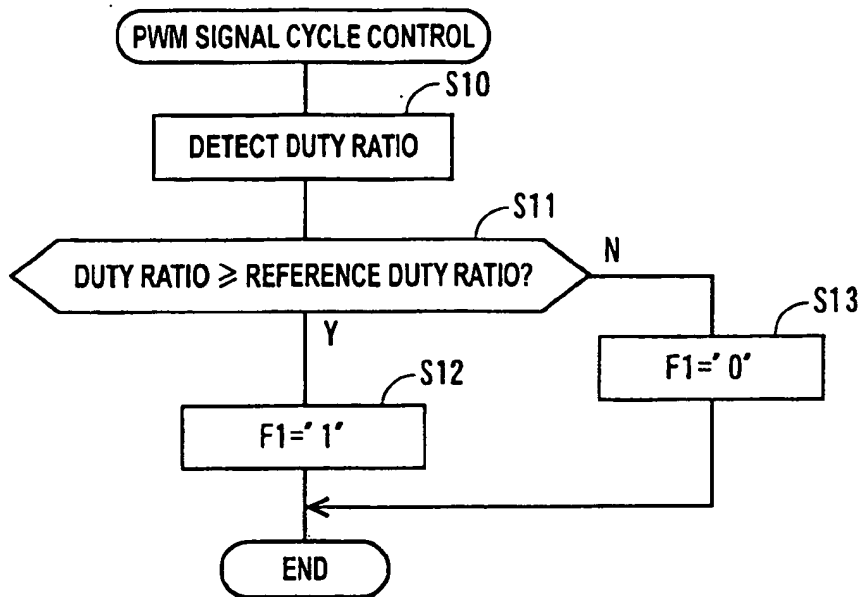 PWM SIGNAL CYCLE CONTROL
S10
DETECT DUTY RATIO
S11
DUTY RATIO ≥ REFERENCE DUTY RATIO?
N
Y
S13
F1=″ 0″
S12
F1=″ 1″
END